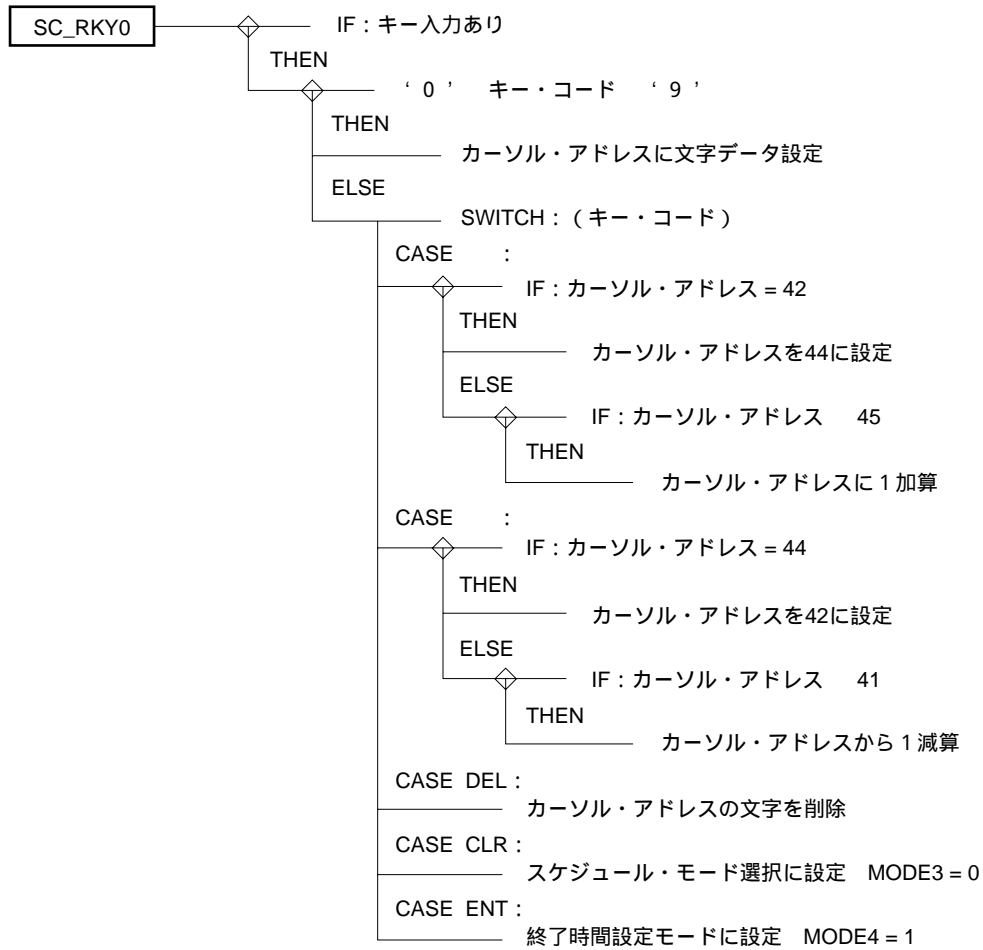 SC_RKY0
IF：キー入力あり
THEN
‘０’　キー・コード　‘９’
THEN
カーソル・アドレスに文字データ設定
ELSE
SWITCH：（キー・コード）
CASE　　：
IF：カーソル・アドレス = 42
THEN
カーソル・アドレスを44に設定
ELSE
IF：カーソル・アドレス　45
THEN
カーソル・アドレスに１加算
CASE　　：
IF：カーソル・アドレス = 44
THEN
カーソル・アドレスを42に設定
ELSE
IF：カーソル・アドレス　41
THEN
カーソル・アドレスから１減算
CASE DEL：
カーソル・アドレスの文字を削除
CASE CLR：
スケジュール・モード選択に設定　MODE3 = 0
CASE ENT：
終了時間設定モードに設定　MODE4 = 1